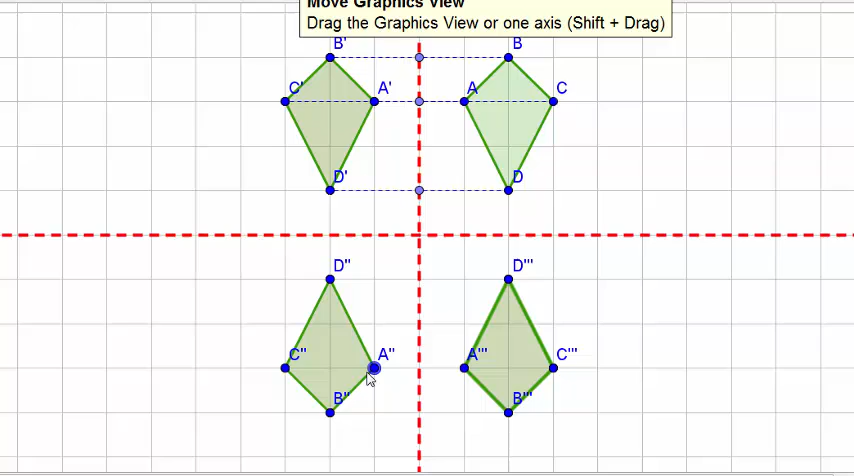 Move Graphics View
Drag the Graphics View or one axis (Shift + Drag)
B' B
C' A' A C
D' D
D" D'''
C" A" A''' C'''
B" B'''